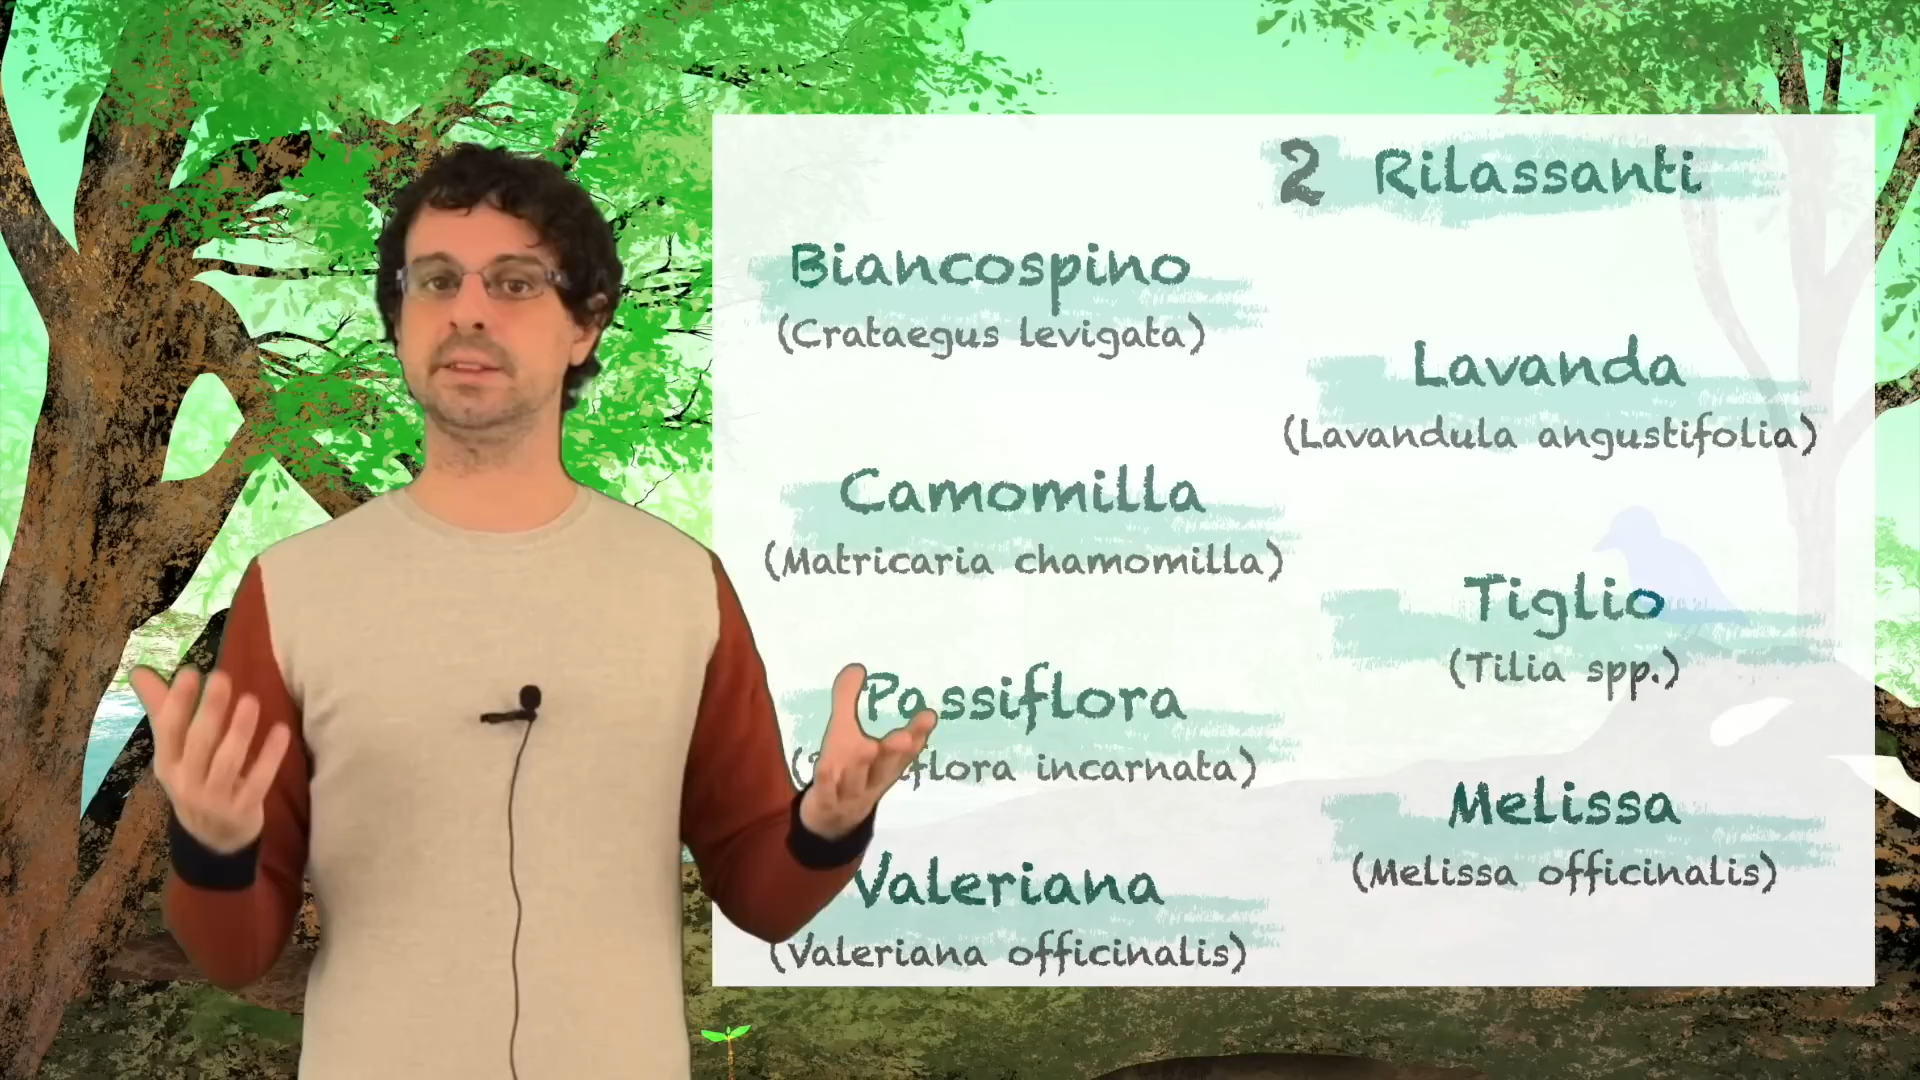 2 Rilassanti
Biancospino
(Crataegus levigata)
Lavanda
(Lavandula angustifolia)
Camomilla
(Matricaria chamomilla)
Tiglio
(Tilia spp.)
Passiflora
incarnata)
Melissa
(Melissa officinalis)
Valeriana
(Valeriana officinalis)